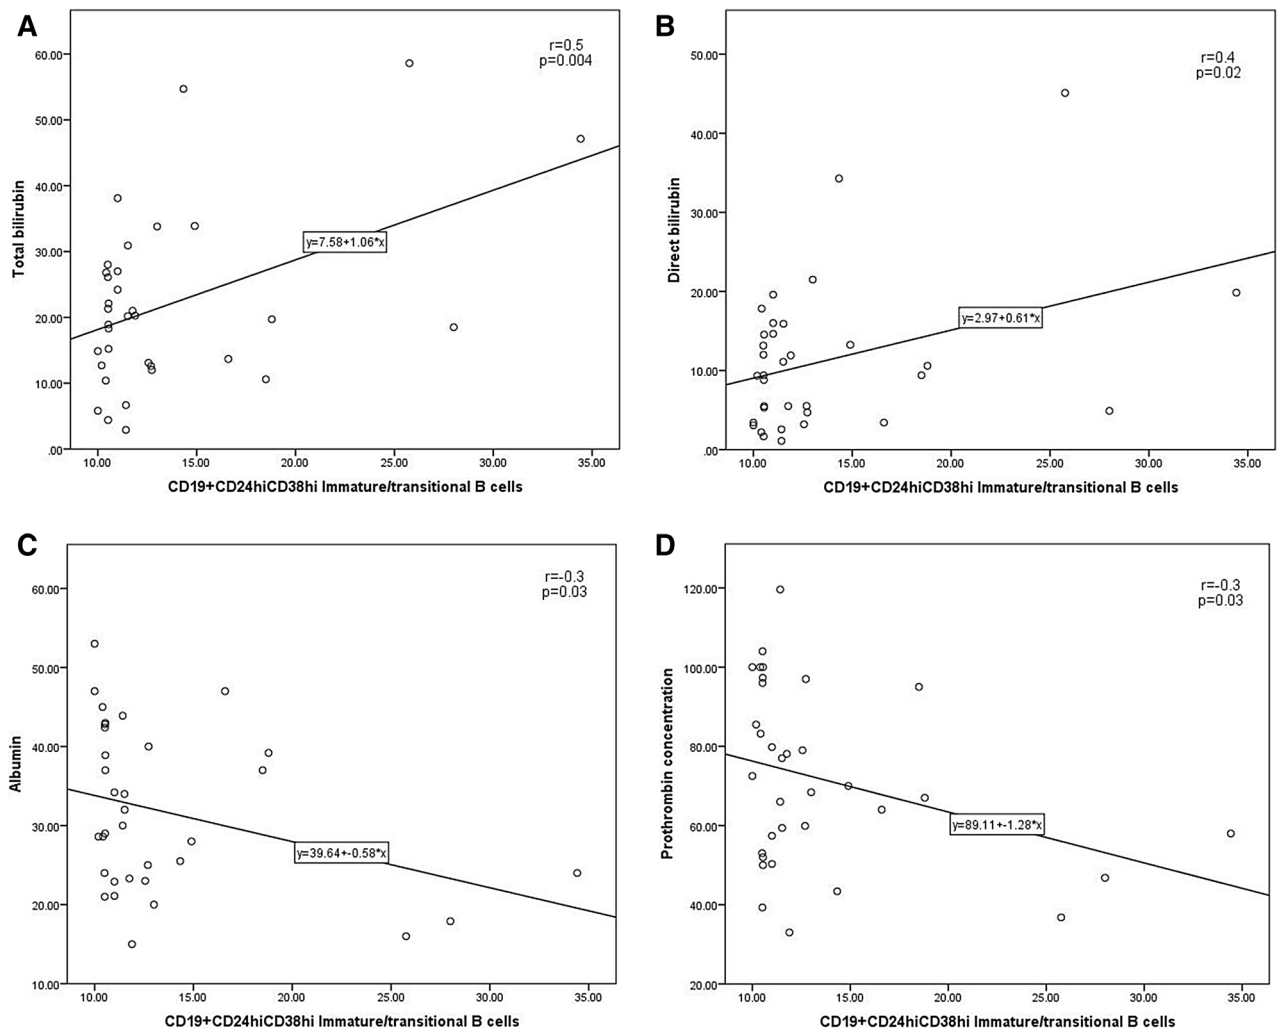 A
r=0.5
p=0.004
60.00
50.00
40.00
30.00
20.00
10.00
.00
Total bilirubin
y=7.58+1.06*x
10.00 15.00 20.00 25.00 30.00 35.00
CD19+CD24hiCD38hi Immature/transitional B cells
B
r=0.4
p=0.02
50.00
40.00
30.00
20.00
10.00
.00
Direct bilirubin
y=2.97+0.61*x
10.00 15.00 20.00 25.00 30.00 35.00
CD19+CD24hiCD38hi Immature/transitional B cells
C
r=-0.3
p=0.03
60.00
50.00
40.00
30.00
20.00
10.00
Albumin
y=39.64+-0.58*x
10.00 15.00 20.00 25.00 30.00 35.00
CD19+CD24hiCD38hi Immature/transitional B cells
D
r=-0.3
p=0.03
120.00
100.00
80.00
60.00
40.00
20.00
Prothrombin concentration
y=89.11+-1.28*x
10.00 15.00 20.00 25.00 30.00 35.00
CD19+CD24hiCD38hi Immature/transitional B cells